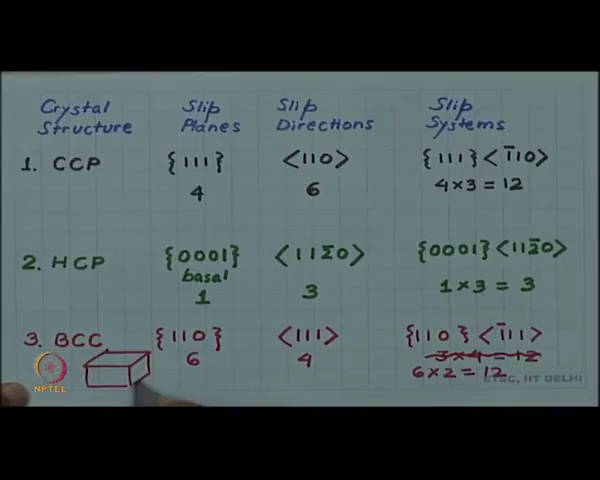 Crystal Structure
Slip Planes
Slip Directions
Slip Systems
1. CCP
{111}
4
<110>
6
{111}<1̅10>
4×3 = 12
2. HCP
{0001}
basal
1
<112̅0>
3
{0001}<112̅0>
1×3 = 3
3. BCC
{110}
6
<111>
4
{110}<1̅11>
3×4 = 12
6×2 = 12
NPTEL
ETSC, IIT DELHI